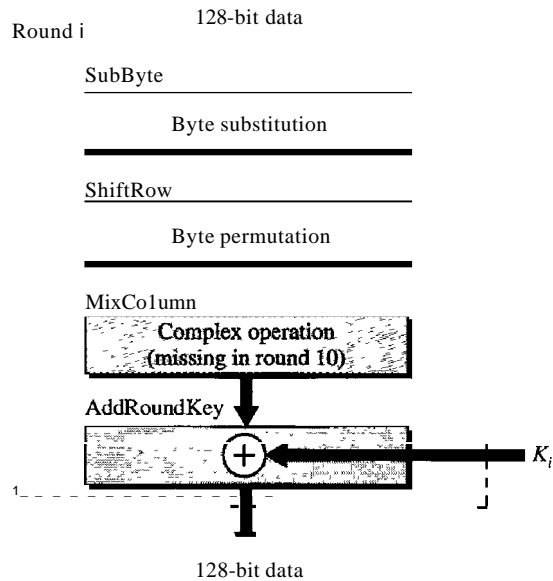 128-bit data
Round i
SubByte
Byte substitution
ShiftRow
Byte permutation
MixCo1umn
Complex operation
(missing in round 10)
AddRoundKey
K_i
128-bit data